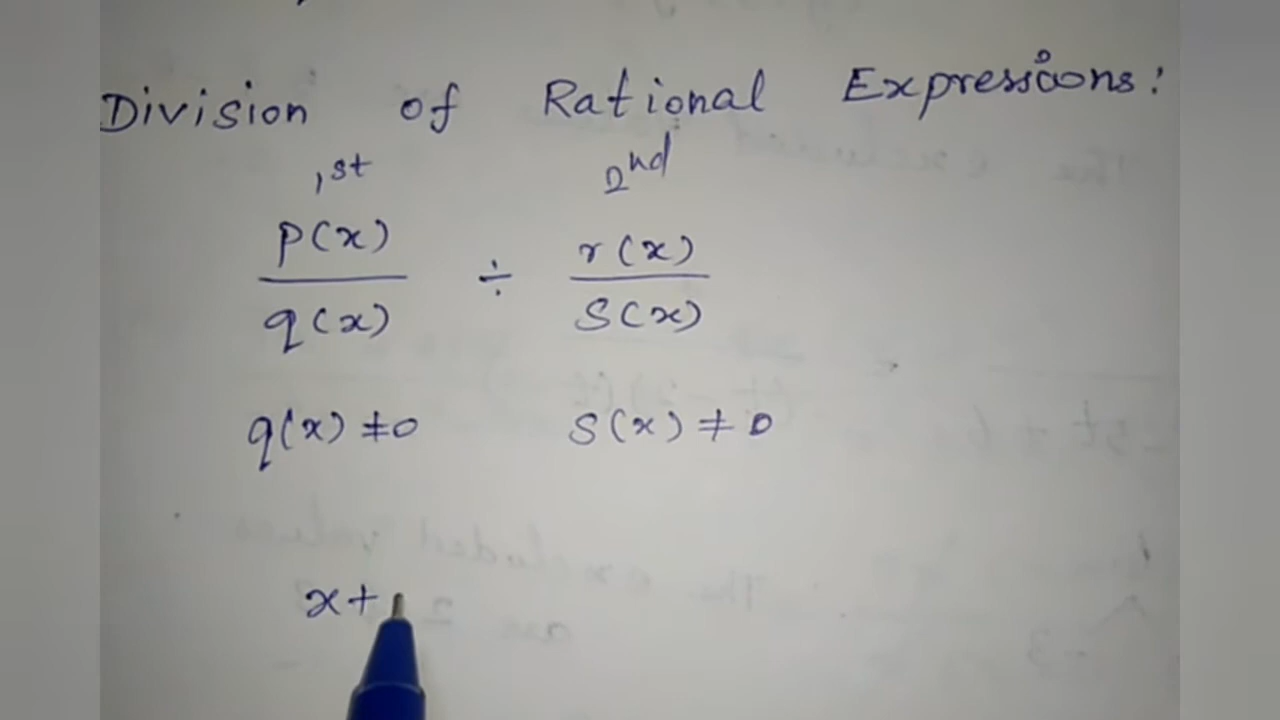 Division of Rational Expressions:
1st 2nd
p(x) ÷ r(x)
q(x) s(x)
q(x) ≠ 0 s(x) ≠ 0
x+